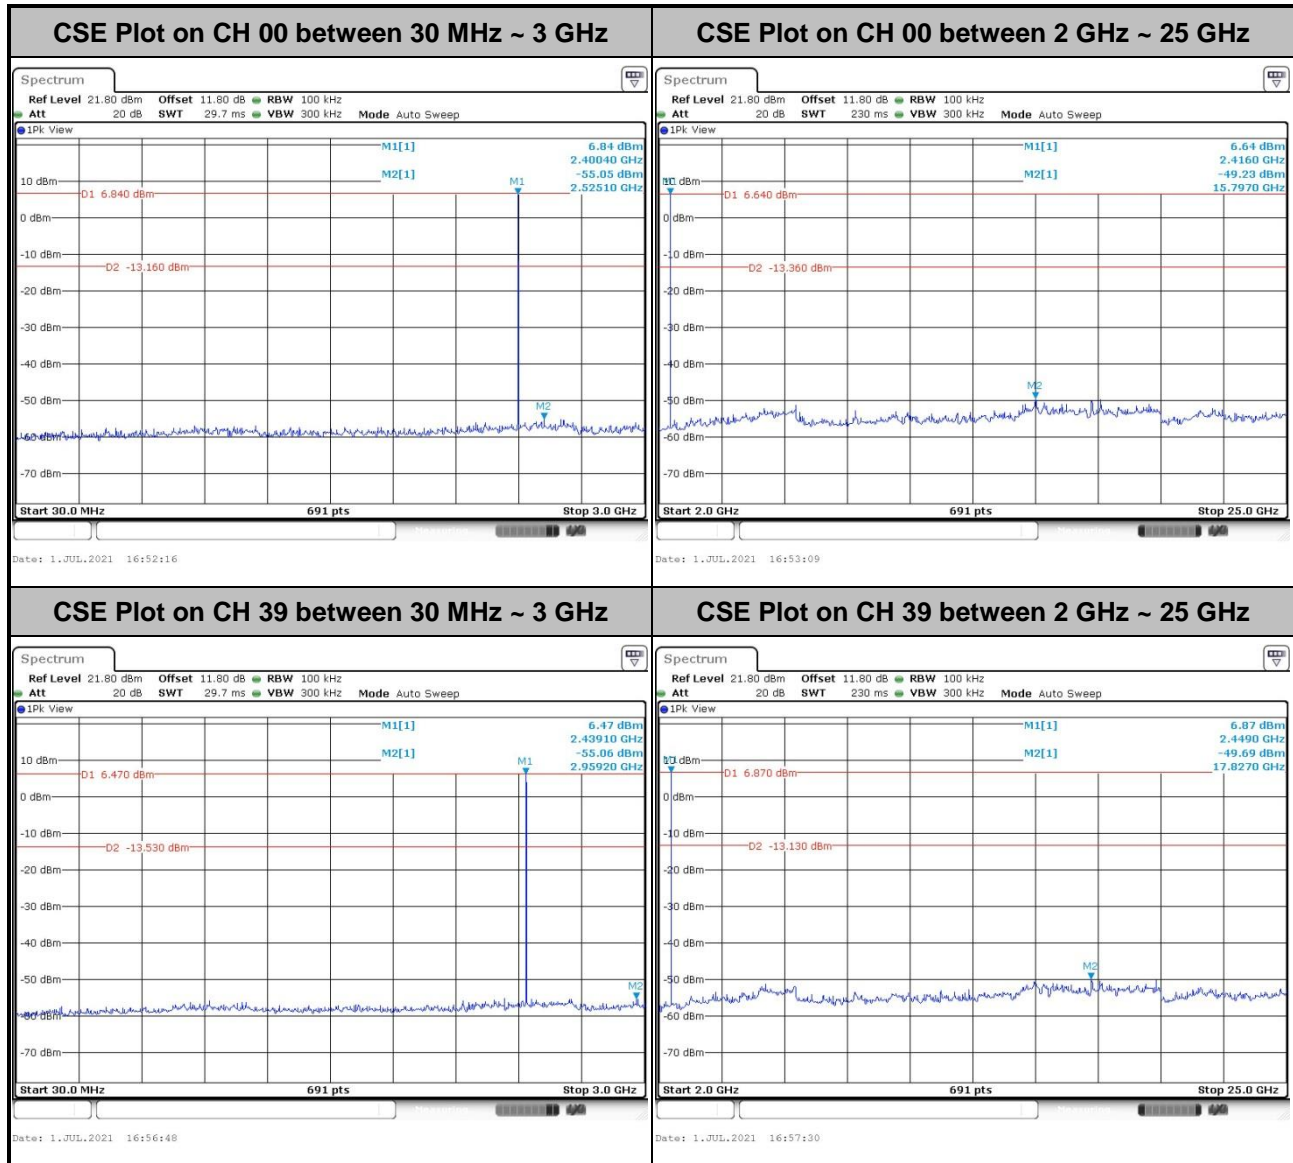 CSE Plot on CH 00 between 30 MHz ~ 3 GHz
Spectrum
Ref Level 21.80 dBm Offset 11.80 dB RBW 100 kHz
Att 20 dB SWT 29.7 ms VBW 300 kHz Mode Auto Sweep
1Pk View
M1[1] 6.84 dBm
2.40040 GHz
M2[1] -55.05 dBm
2.52510 GHz
10 dBm
M1
D1 6.840 dBm
0 dBm
-10 dBm
D2 -13.160 dBm
-20 dBm
-30 dBm
-40 dBm
-50 dBm
M2
-60 dBm
-70 dBm
Start 30.0 MHz 691 pts Stop 3.0 GHz
Date: 1.JUL.2021 16:52:16
CSE Plot on CH 00 between 2 GHz ~ 25 GHz
Spectrum
Ref Level 21.80 dBm Offset 11.80 dB RBW 100 kHz
Att 20 dB SWT 230 ms VBW 300 kHz Mode Auto Sweep
1Pk View
M1[1] 6.64 dBm
2.4160 GHz
M2[1] -49.23 dBm
15.7970 GHz
10 dBm
D1 6.640 dBm
0 dBm
-10 dBm
D2 -13.360 dBm
-20 dBm
-30 dBm
-40 dBm
M2
-50 dBm
-60 dBm
-70 dBm
Start 2.0 GHz 691 pts Stop 25.0 GHz
Date: 1.JUL.2021 16:53:09
CSE Plot on CH 39 between 30 MHz ~ 3 GHz
Spectrum
Ref Level 21.80 dBm Offset 11.80 dB RBW 100 kHz
Att 20 dB SWT 29.7 ms VBW 300 kHz Mode Auto Sweep
1Pk View
M1[1] 6.47 dBm
2.43910 GHz
M2[1] -55.06 dBm
2.95920 GHz
10 dBm
M1
D1 6.470 dBm
0 dBm
-10 dBm
D2 -13.530 dBm
-20 dBm
-30 dBm
-40 dBm
-50 dBm
M2
-60 dBm
-70 dBm
Start 30.0 MHz 691 pts Stop 3.0 GHz
Date: 1.JUL.2021 16:56:48
CSE Plot on CH 39 between 2 GHz ~ 25 GHz
Spectrum
Ref Level 21.80 dBm Offset 11.80 dB RBW 100 kHz
Att 20 dB SWT 230 ms VBW 300 kHz Mode Auto Sweep
1Pk View
M1[1] 6.87 dBm
2.4490 GHz
M2[1] -49.69 dBm
17.8270 GHz
10 dBm
D1 6.870 dBm
0 dBm
-10 dBm
D2 -13.130 dBm
-20 dBm
-30 dBm
-40 dBm
M2
-50 dBm
-60 dBm
-70 dBm
Start 2.0 GHz 691 pts Stop 25.0 GHz
Date: 1.JUL.2021 16:57:30